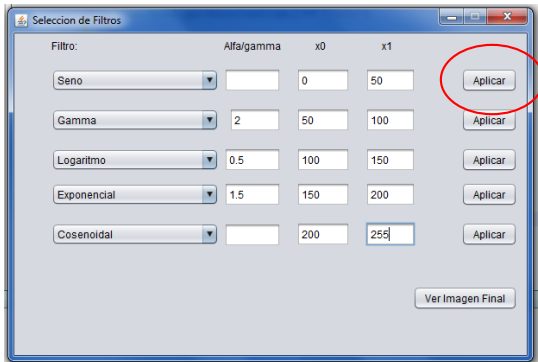 Seleccion de Filtros
Filtro: Alfa/gamma x0 x1
Seno 0 50 Aplicar
Gamma 2 50 100 Aplicar
Logaritmo 0.5 100 150 Aplicar
Exponencial 1.5 150 200 Aplicar
Cosenoidal 200 255 Aplicar
Ver Imagen Final